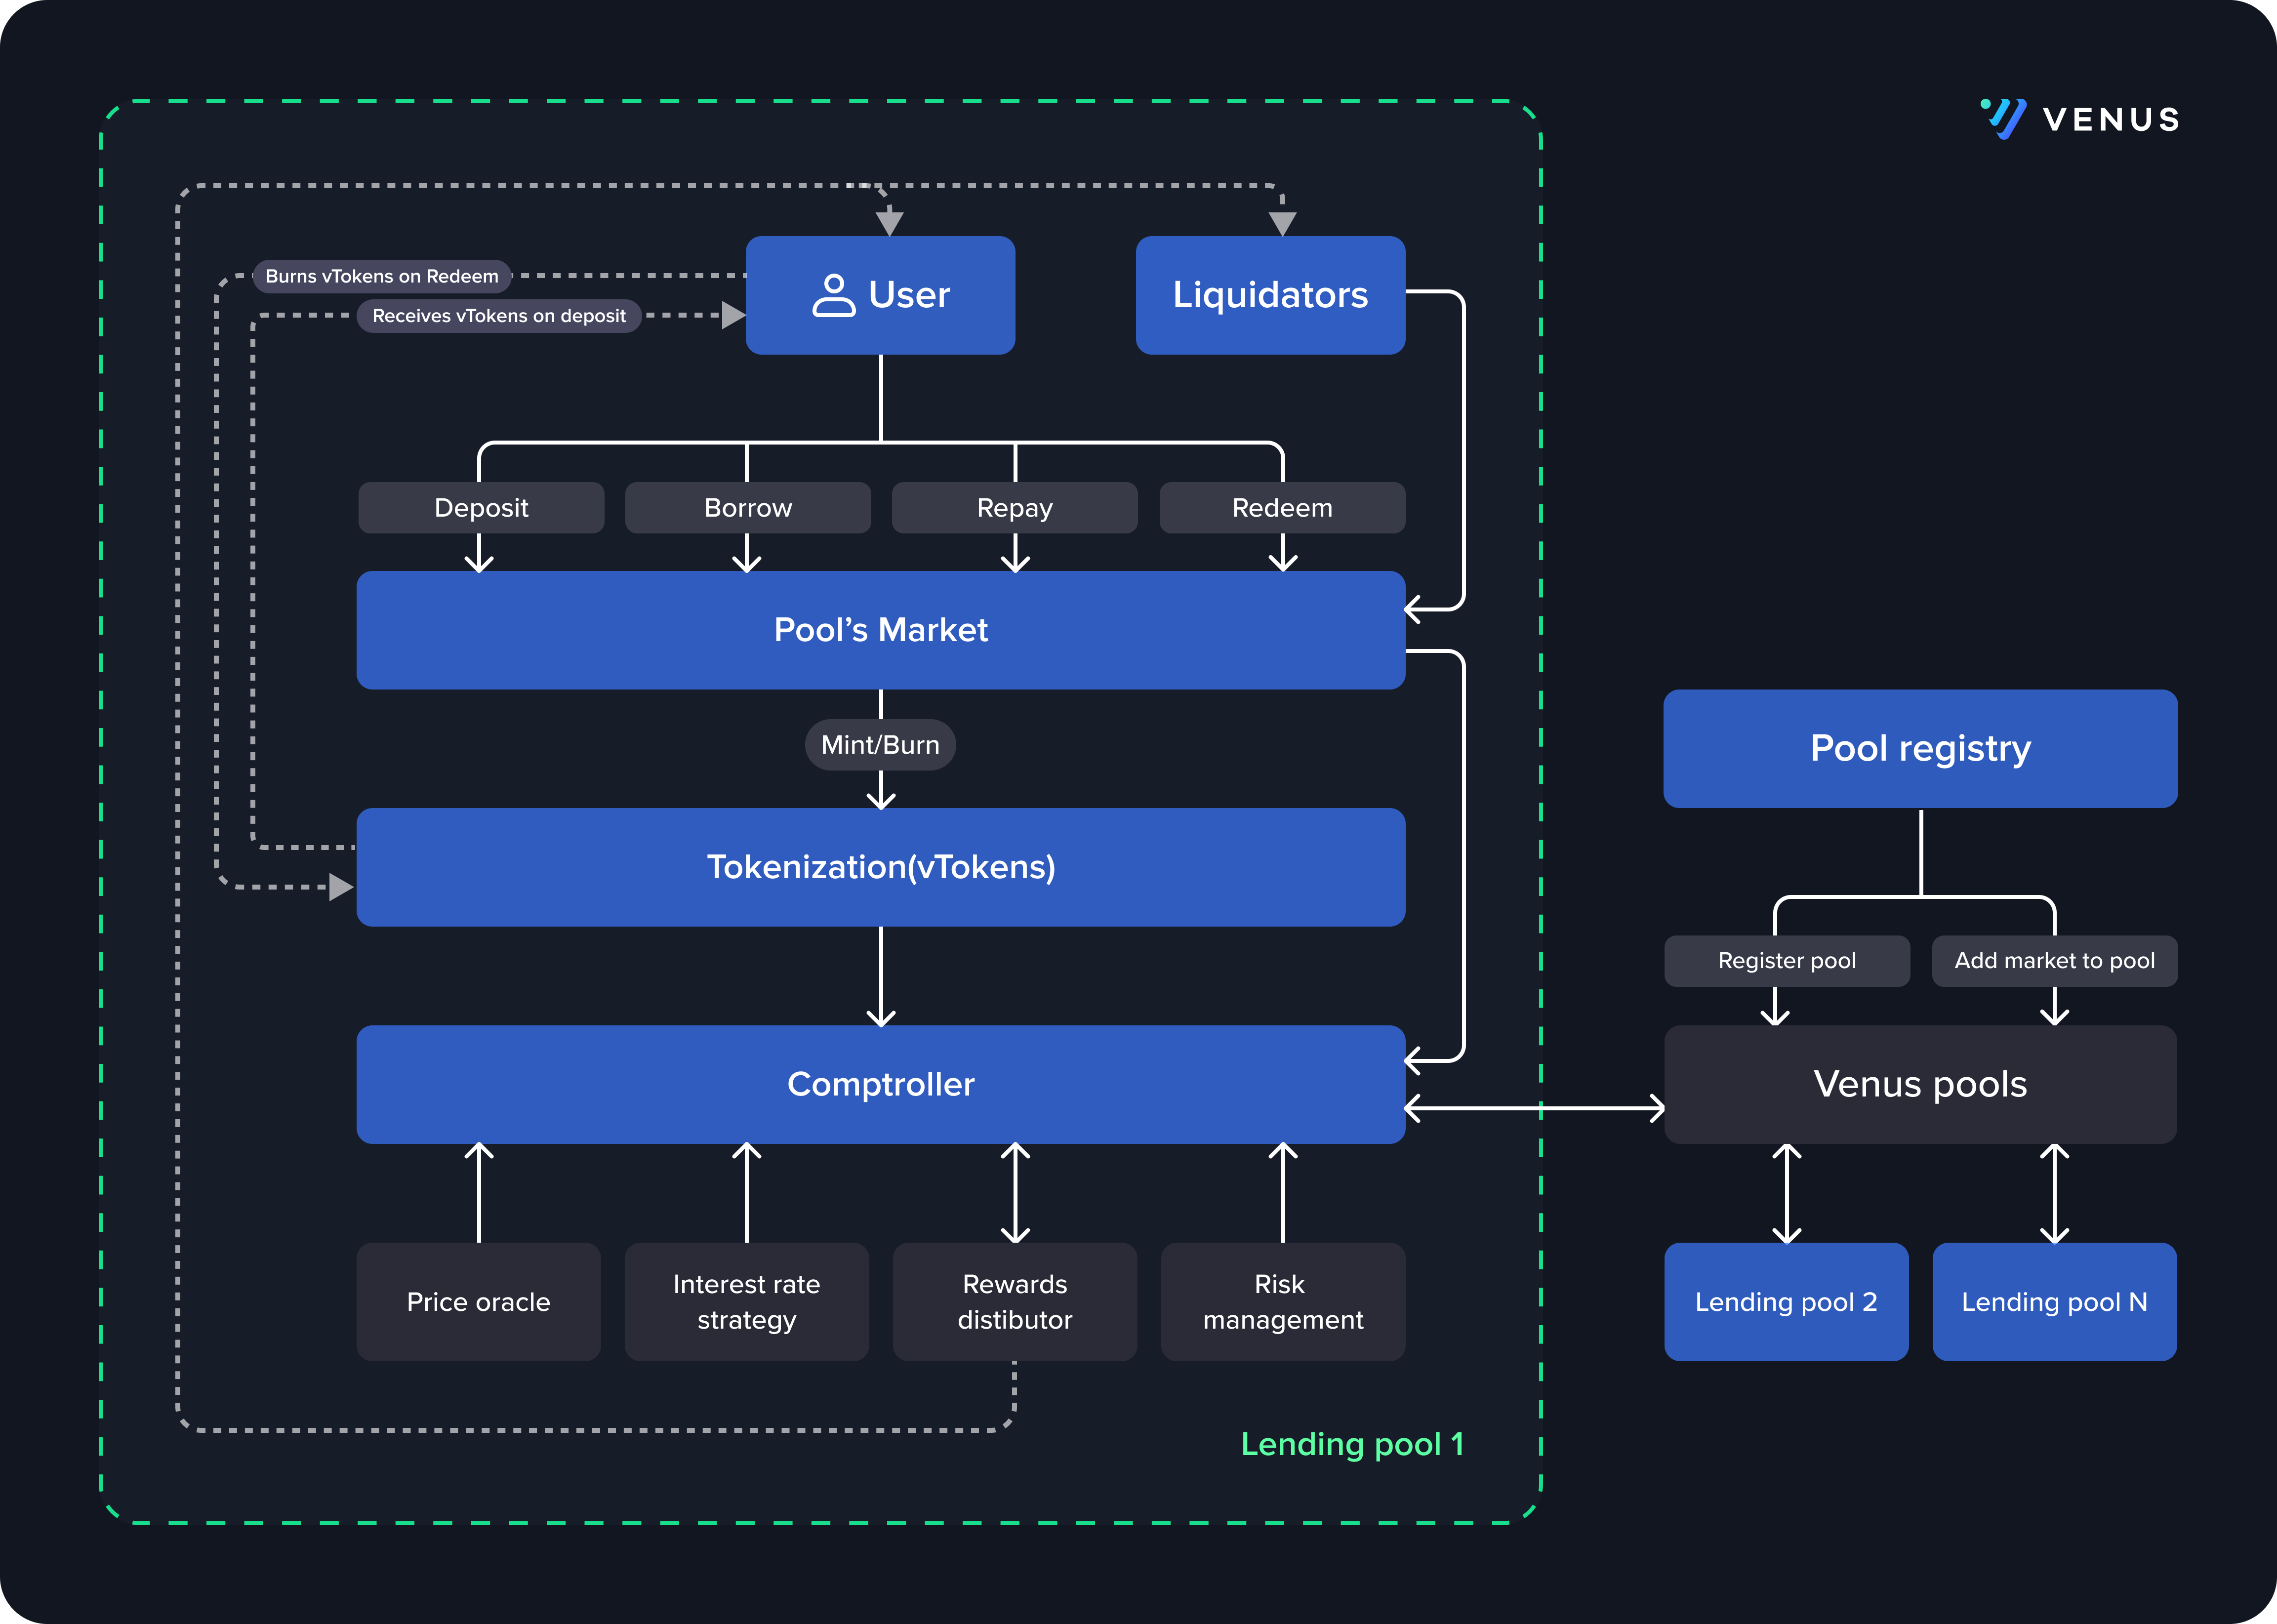 VENUS
Burns vTokens on Redeem
Receives vTokens on deposit
User
Liquidators
Deposit
Borrow
Repay
Redeem
Pool’s Market
Mint/Burn
Tokenization(vTokens)
Comptroller
Price oracle
Interest rate
strategy
Rewards
distibutor
Risk
management
Lending pool 1
Pool registry
Register pool
Add market to pool
Venus pools
Lending pool 2
Lending pool N